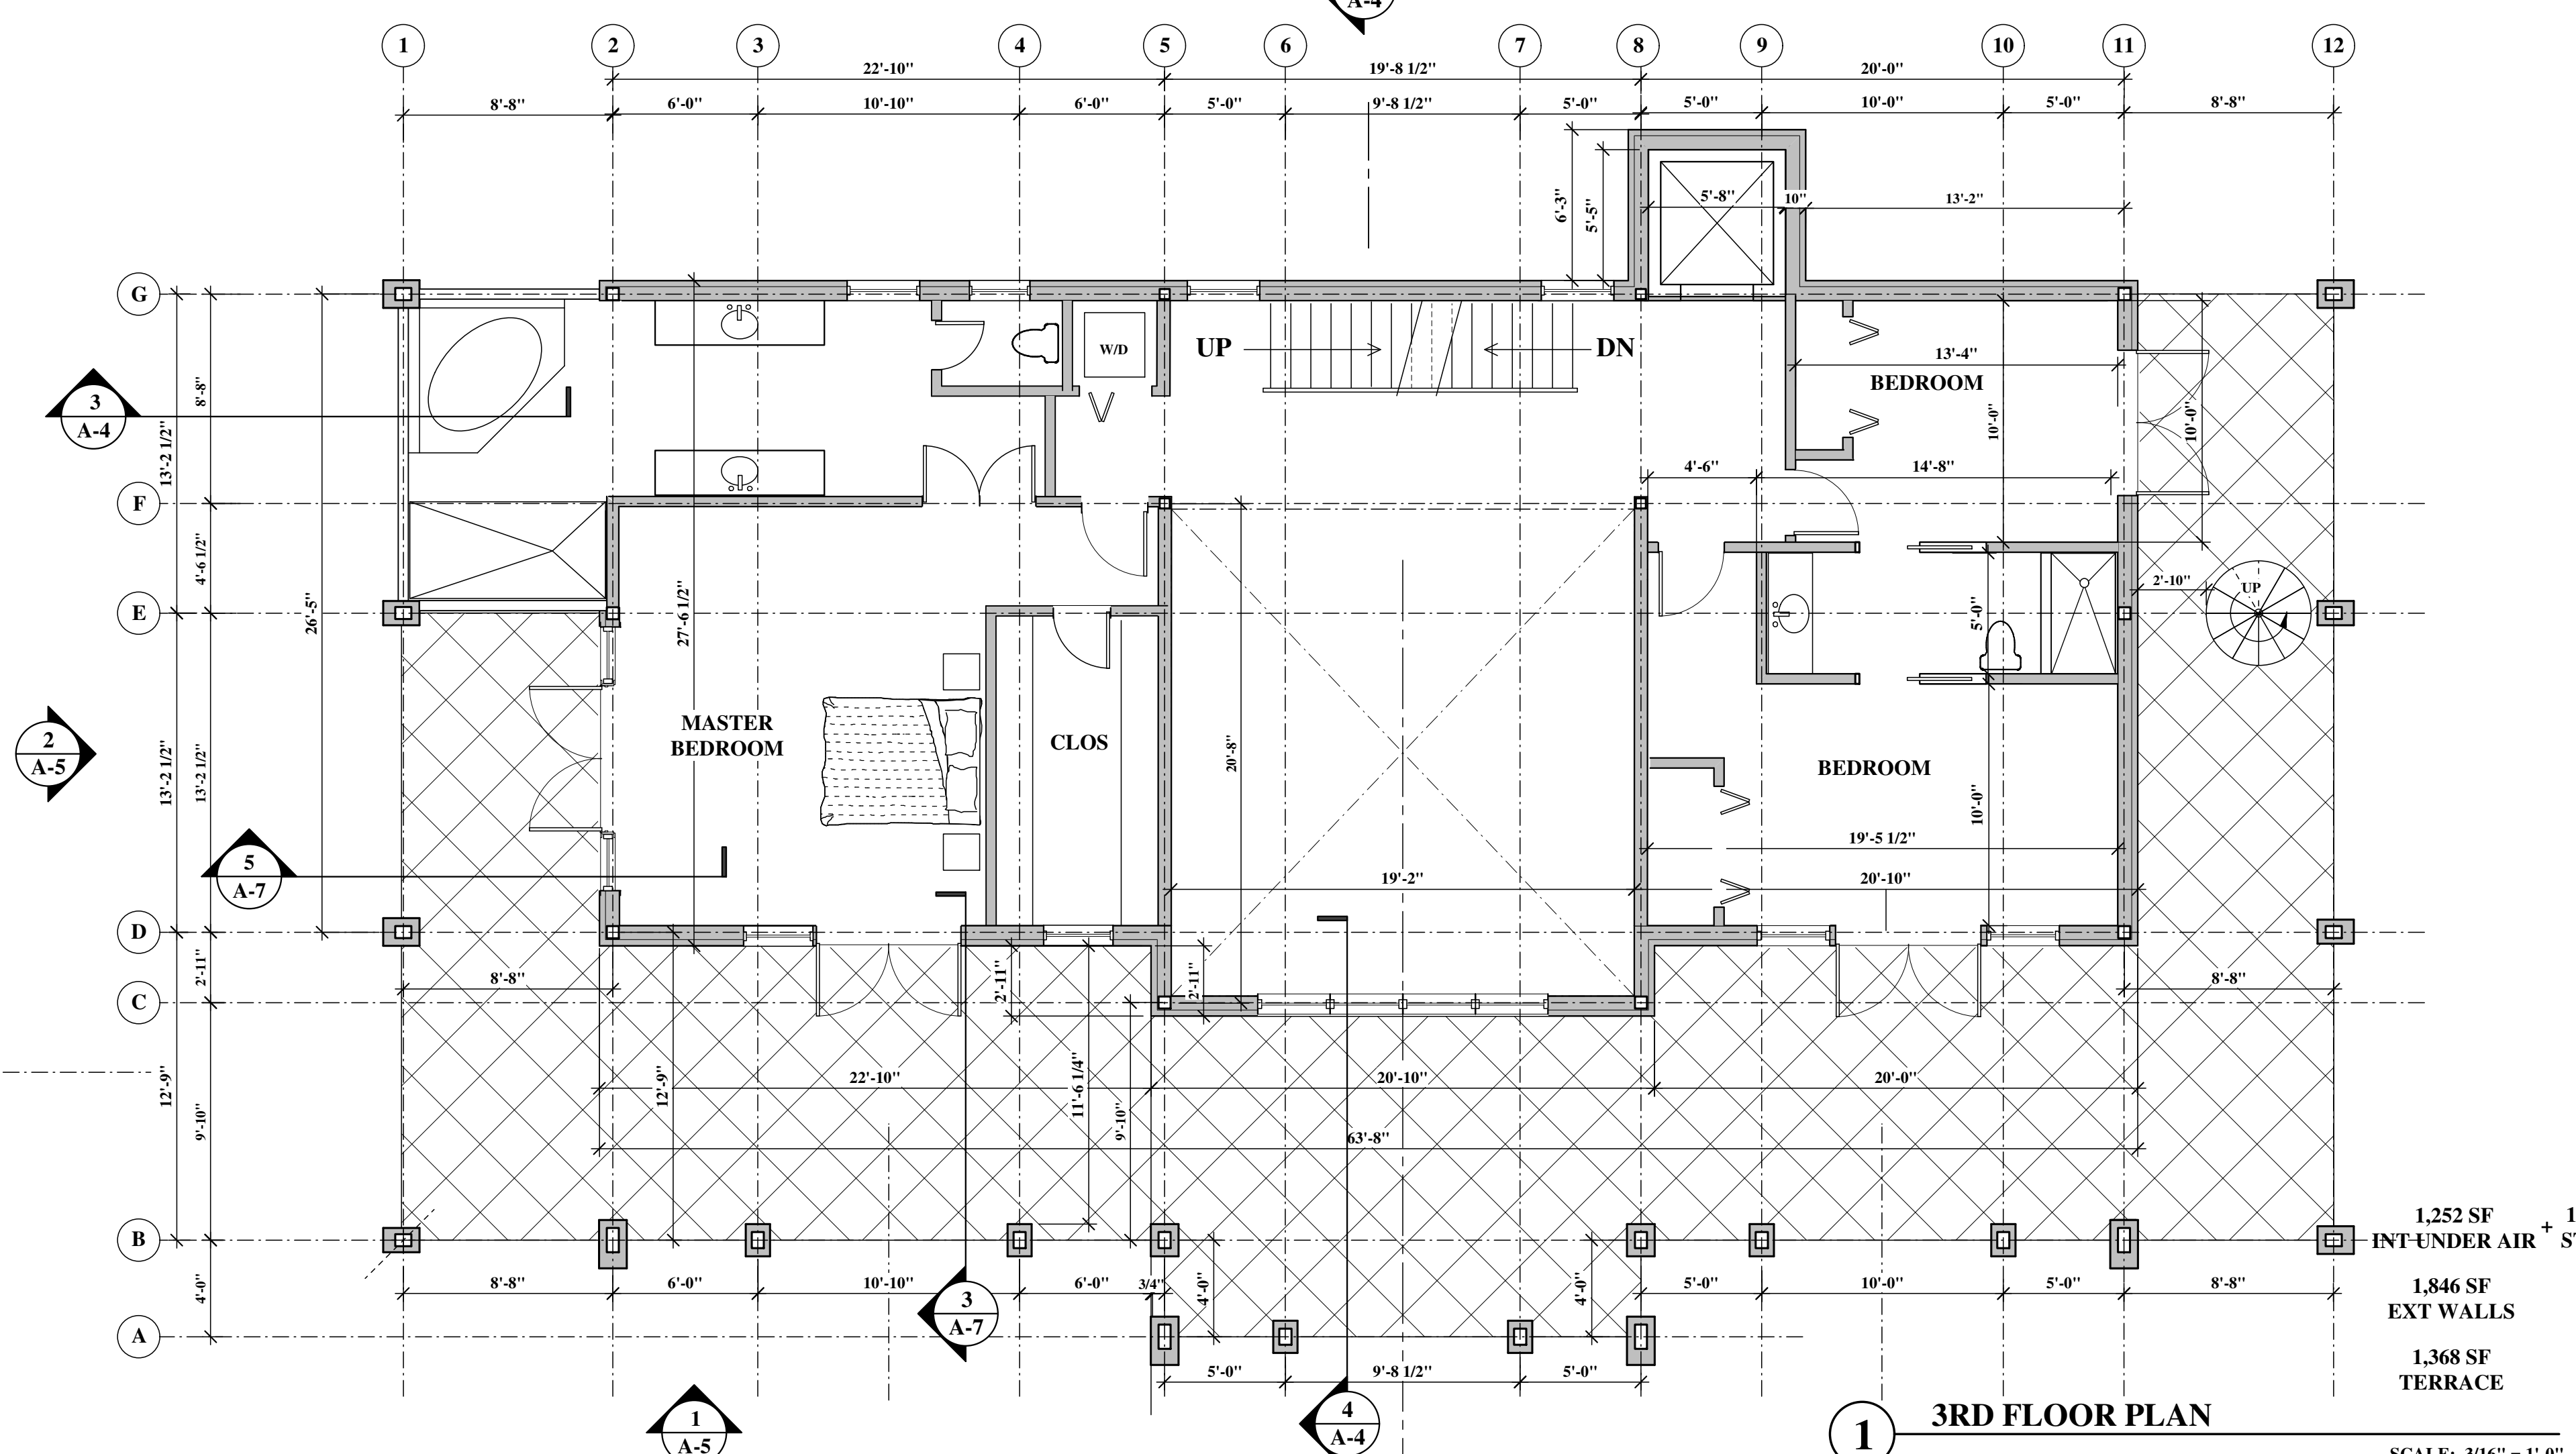 A-4
1 2 3 4 5 6 7 8 9 10 11 12
22'-10" 19'-8 1/2" 20'-0"
8'-8" 6'-0" 10'-10" 6'-0" 5'-0" 9'-8 1/2" 5'-0" 5'-0" 10'-0" 5'-0" 8'-8"
6'-3" 5'-5" 5'-8" 10" 13'-2"
G
UP DN W/D
13'-4"
BEDROOM
3
A-4
8'-8"
13'-2 1/2"
10'-0" 10'-0"
4'-6" 14'-8"
F
4'-6 1/2"
2'-10" UP
E
26'-5" 27'-6 1/2" 5'-0"
MASTER
BEDROOM
CLOS
2
A-5
13'-2 1/2" 13'-2 1/2"
20'-8"
BEDROOM
10'-0"
19'-5 1/2"
5
A-7
19'-2" 20'-10"
D
2'-11" 8'-8" 2'-11" 2'-11" 8'-8"
C
22'-10" 20'-10" 20'-0"
12'-9" 9'-10" 12'-9" 11'-6 1/4" 9'-10"
63'-8"
B
8'-8" 6'-0" 10'-10" 6'-0" 3/4" 5'-0" 10'-0" 5'-0" 8'-8"
4'-0" 4'-0" 4'-0"
3
A-7
A
5'-0" 9'-8 1/2" 5'-0"
1
A-5
4
A-4
1,252 SF
INT UNDER AIR +
1,846 SF
EXT WALLS
1,368 SF
TERRACE
1 3RD FLOOR PLAN
SCALE: 3/16" = 1'-0"